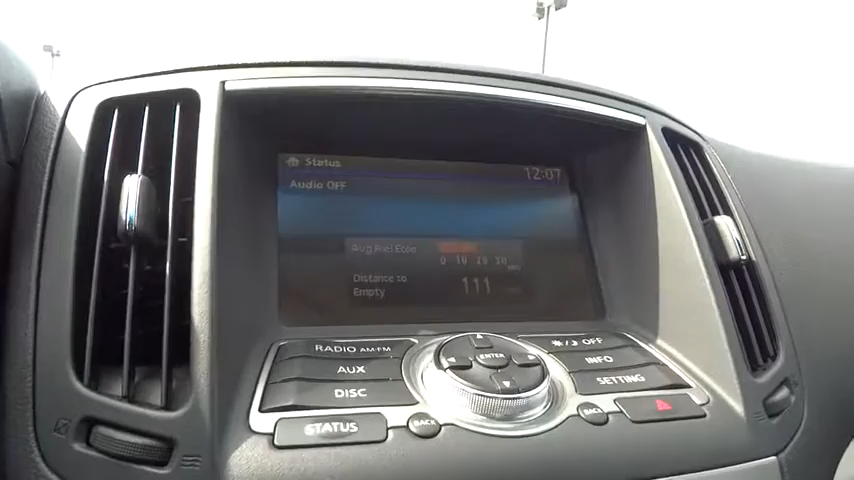 Status
12:07
Audio OFF
Avg Fuel Econ
0 10 20 30
Distance to
Empty
111
RADIO AM·FM
AUX
DISC
STATUS
BACK
ENTER
OFF
INFO
SETTING
BACK